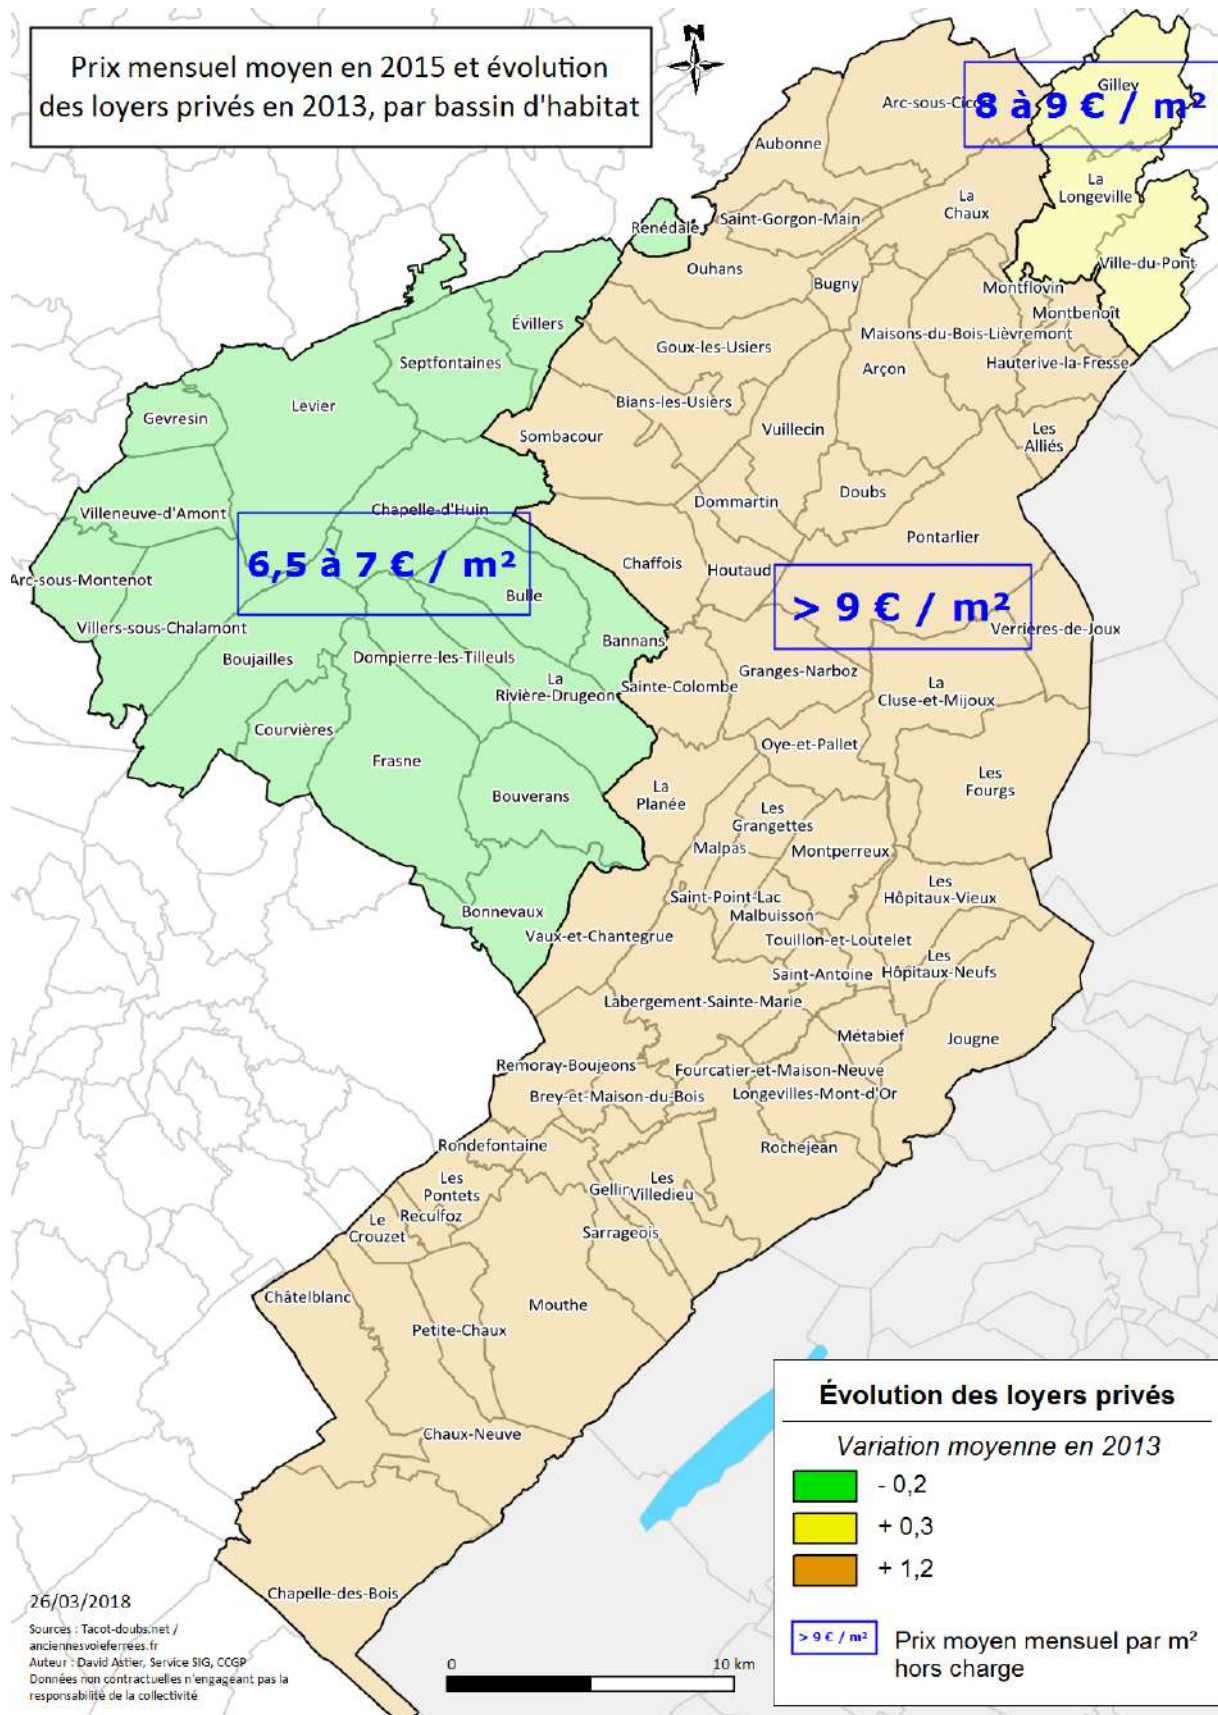 Prix mensuel moyen en 2015 et évolution
des loyers privés en 2013, par bassin d'habitat
N
Gilley
Arc-sous-Cicon
8 à 9 € / m²
Aubonne
La
Longeville
La
Chaux
Saint-Gorgon-Main
Renédale
Ville-du-Pont
Ouhans
Bugny
Montflovin
Montbenoît
Évillers
Maisons-du-Bois-Lièvremont
Goux-les-Usiers
Septfontaines
Arçon
Hauterive-la-Fresse
Bians-les-Usiers
Levier
Gevresin
Vuillecin
Les
Alliés
Sombacour
Dommartin
Doubs
Villeneuve-d'Amont
Chapelle-d'Huin
Pontarlier
6,5 à 7 € / m²
Chaffois
Houtaud
Arc-sous-Montenot
Bulle
> 9 € / m²
Villers-sous-Chalamont
Verrières-de-Joux
Bannans
Boujailles
Dompierre-les-Tilleuls
Granges-Narboz
La
Rivière-Drugeon
Sainte-Colombe
La
Cluse-et-Mijoux
Courvières
Oye-et-Pallet
Frasne
Les
Fourgs
Bouverans
La
Planée
Les
Grangettes
Malpas
Montperreux
Les
Hôpitaux-Vieux
Saint-Point-Lac
Bonnevaux
Malbuisson
Vaux-et-Chantegrue
Touillon-et-Loutelet
Les
Hôpitaux-Neufs
Saint-Antoine
Labergement-Sainte-Marie
Métabief
Jougne
Remoray-Boujeons
Fourcatier-et-Maison-Neuve
Brey-et-Maison-du-Bois
Longevilles-Mont-d'Or
Rondefontaine
Rochejean
Les
Pontets
Gellin
Les
Villedieu
Reculfoz
Le
Crouzet
Sarrageois
Châtelblanc
Mouthe
Petite-Chaux
Chaux-Neuve
Chapelle-des-Bois
Évolution des loyers privés
Variation moyenne en 2013
- 0,2
+ 0,3
+ 1,2
> 9 € / m²
Prix moyen mensuel par m²
hors charge
26/03/2018
Sources : Tacot-doubs.net /
anciennesvoieferrees.fr
Auteur : David Astier, Service SIG, CCGP
Données non contractuelles n'engageant pas la
responsabilité de la collectivité
0
10 km